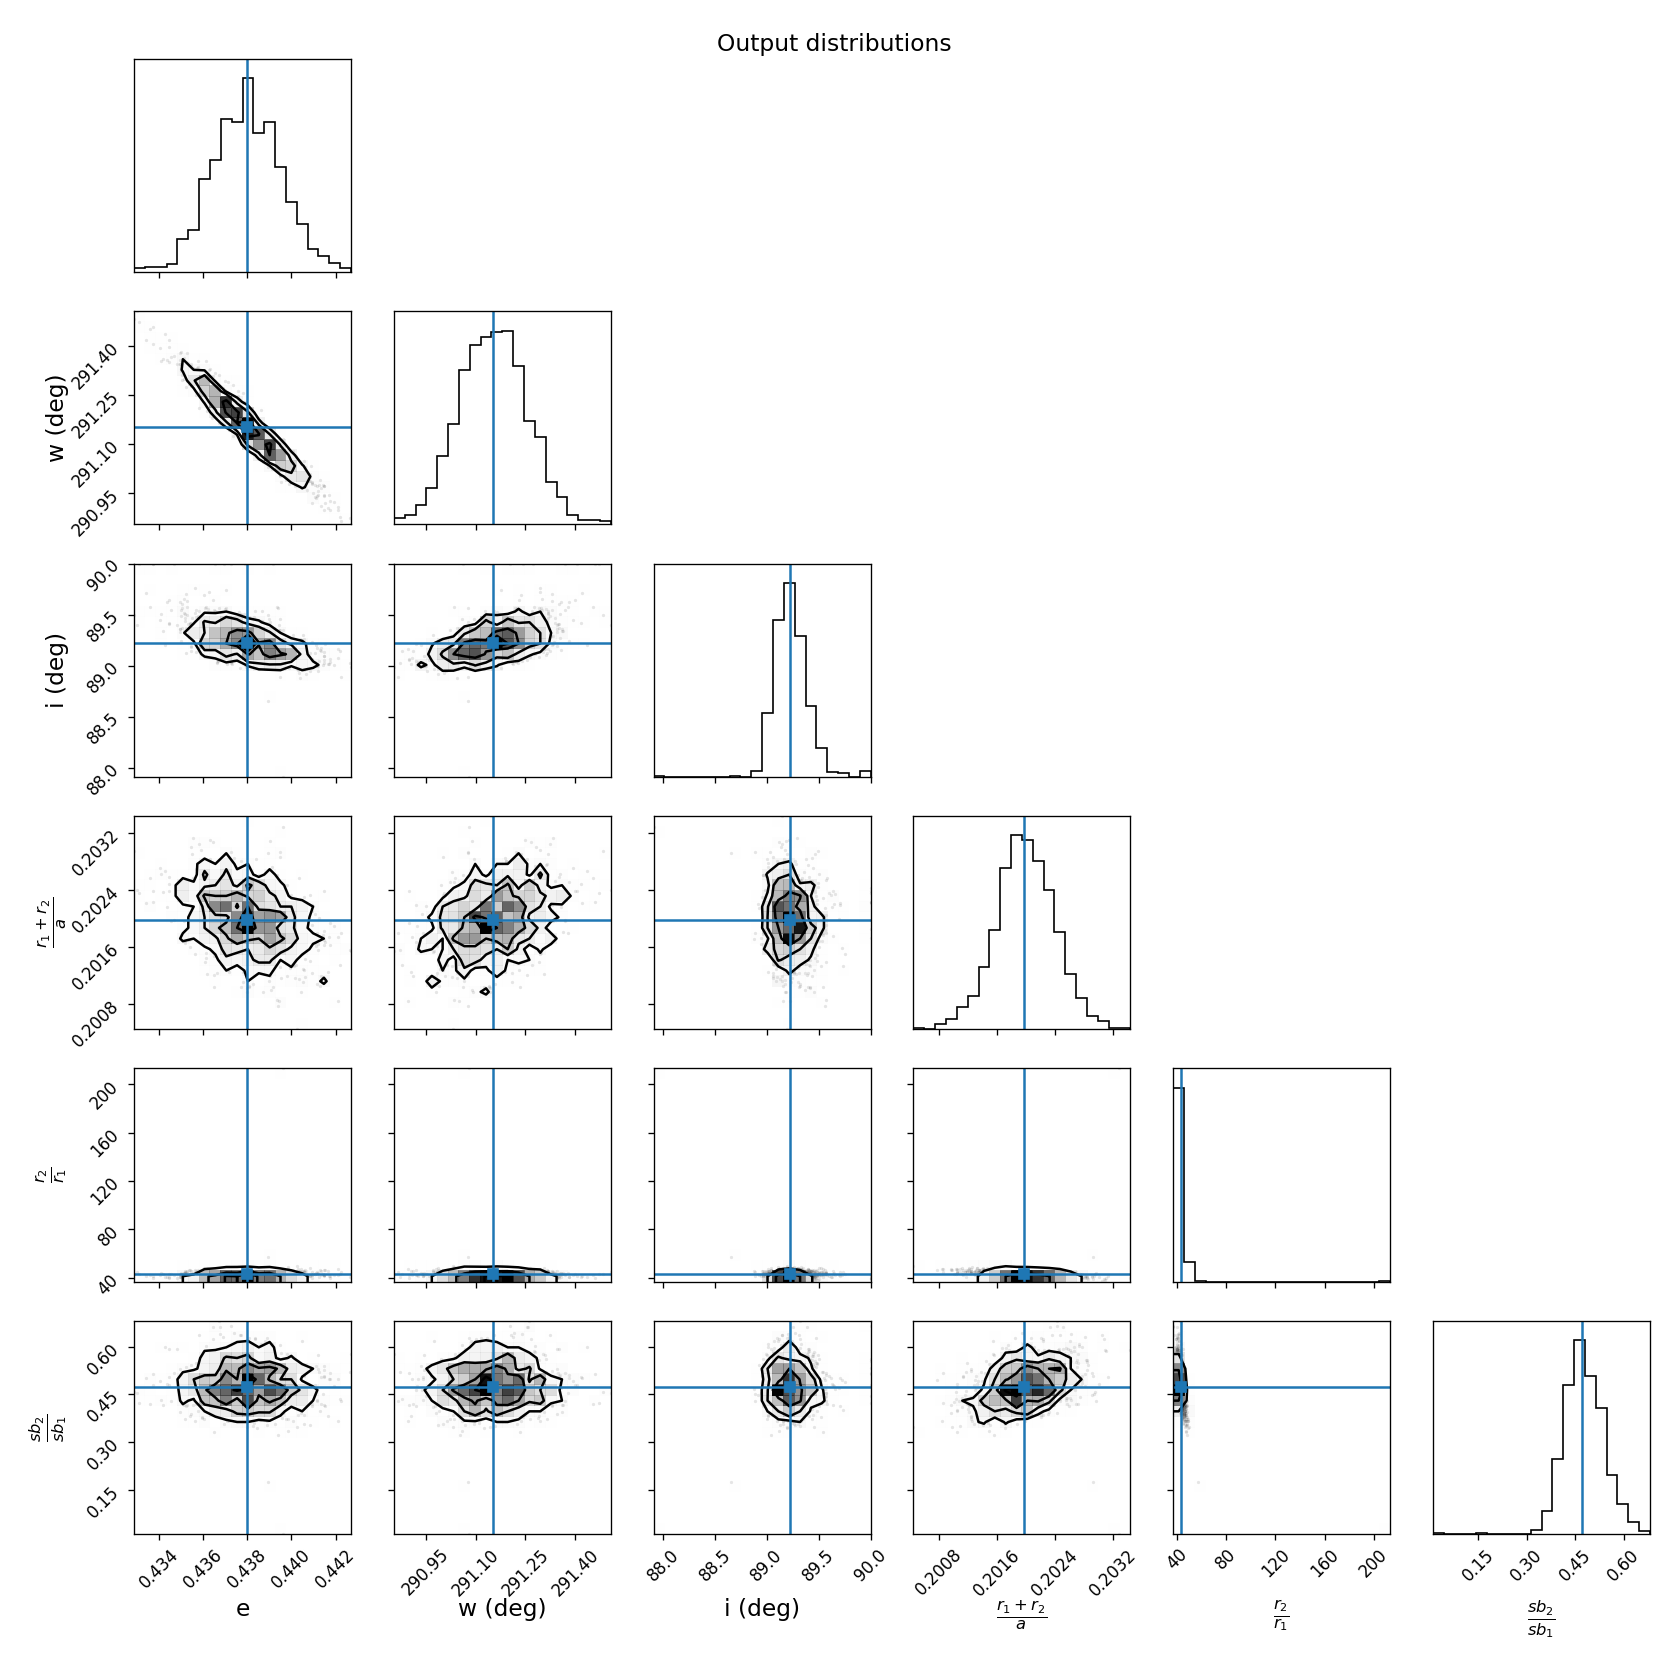 Output distributions
w (deg)
291.40
291.25
291.10
290.95
i (deg)
90.0
89.5
89.0
88.5
88.0
r₁ + r₂
a
0.2032
0.2024
0.2016
0.2008
r₂
r₁
200
160
120
80
40
sb₂
sb₁
0.60
0.45
0.30
0.15
0.434 0.436 0.438 0.440 0.442 290.95 291.10 291.25 291.40 88.0 88.5 89.0 89.5 90.0 0.2008 0.2016 0.2024 0.2032 40 80 120 160 200 0.15 0.30 0.45 0.60
e w (deg) i (deg) r₁ + r₂ r₂ sb₂
a r₁ sb₁